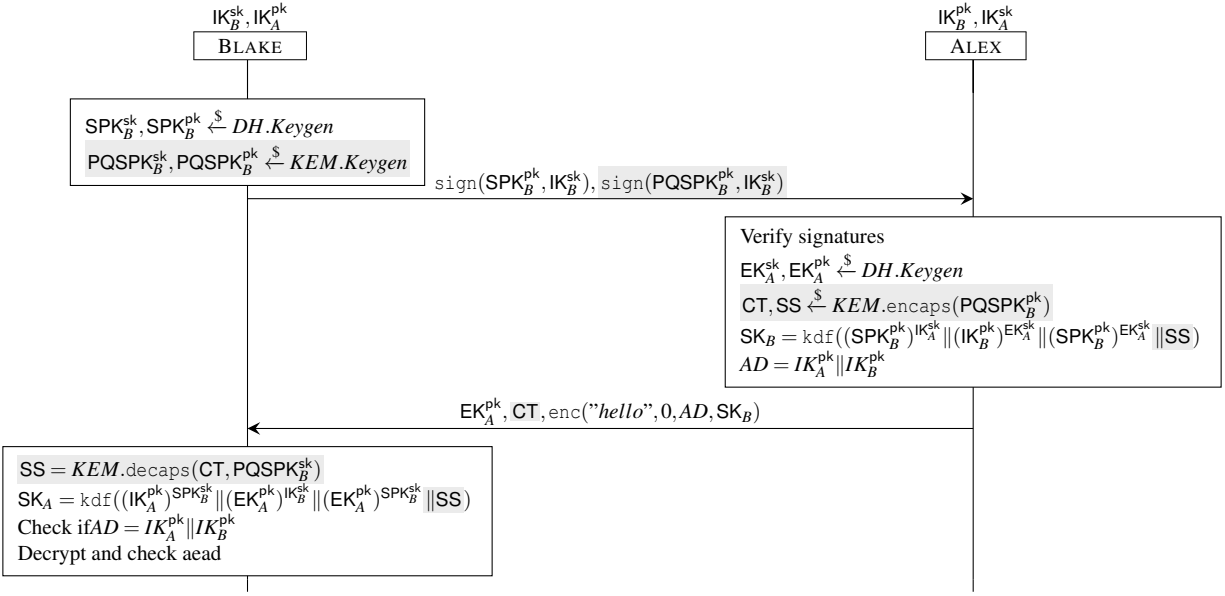 IK_B^sk, IK_A^pk
BLAKE
IK_B^pk, IK_A^sk
ALEX
SPK_B^sk, SPK_B^pk ←$ DH.Keygen
PQSPK_B^sk, PQSPK_B^pk ←$ KEM.Keygen
sign(SPK_B^pk, IK_B^sk), sign(PQSPK_B^pk, IK_B^sk)
Verify signatures
EK_A^sk, EK_A^pk ←$ DH.Keygen
CT, SS ←$ KEM.encaps(PQSPK_B^pk)
SK_B = kdf((SPK_B^pk)^IK_A^sk ‖(IK_B^pk)^EK_A^sk ‖(SPK_B^pk)^EK_A^sk ‖SS)
AD = IK_A^pk‖IK_B^pk
EK_A^pk, CT, enc("hello", 0, AD, SK_B)
SS = KEM.decaps(CT, PQSPK_B^sk)
SK_A = kdf((IK_A^pk)^SPK_B^sk ‖(EK_A^pk)^IK_B^sk ‖(EK_A^pk)^SPK_B^sk ‖SS)
Check ifAD = IK_A^pk‖IK_B^pk
Decrypt and check aead